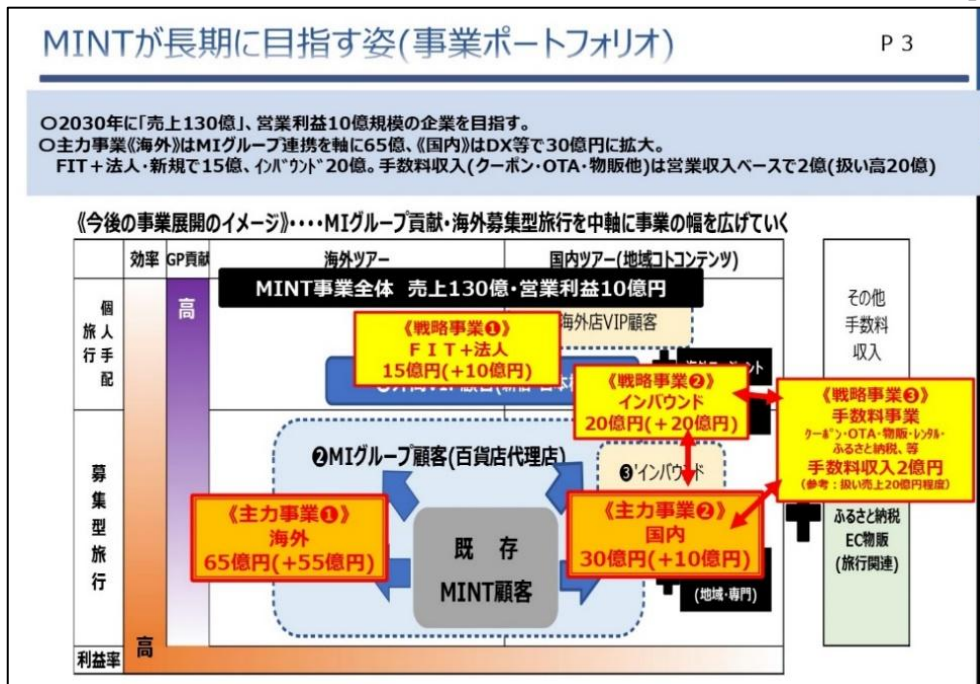 MINTが長期に目指す姿(事業ポートフォリオ)
P 3
〇2030年に「売上130億」、営業利益10億規模の企業を目指す。
〇主力事業《海外》はMIグループ連携を軸に65億、《国内》はDX等で30億円に拡大。
FIT+法人・新規で15億、インバウンド20億。手数料収入(クーポン・OTA・物販他)は営業収入ベースで2億(扱い高20億)
《今後の事業展開のイメージ》････MIグループ貢献・海外募集型旅行を中軸に事業の幅を広げていく
効率
GP貢献
海外ツアー
国内ツアー(地域コトコンテンツ)
MINT事業全体 売上130億・営業利益10億円
個人手配旅行
高
海外店VIP顧客
《戦略事業❶》
FIT+法人
15億円(+10億円)
《戦略事業❷》
インバウンド
20億円(+20億円)
その他
手数料
収入
《戦略事業❸》
手数料事業
クーポン・OTA・物販・レンタル・
ふるさと納税、等
手数料収入2億円
(参考:扱い売上20億円程度)
募集型旅行
❷MIグループ顧客(百貨店代理店)
❸'インバウンド
《主力事業❶》
海外
65億円(+55億円)
既 存
MINT顧客
《主力事業❷》
国内
30億円(+10億円)
(地域・専門)
ふるさと納税
EC物販
(旅行関連)
利益率
高